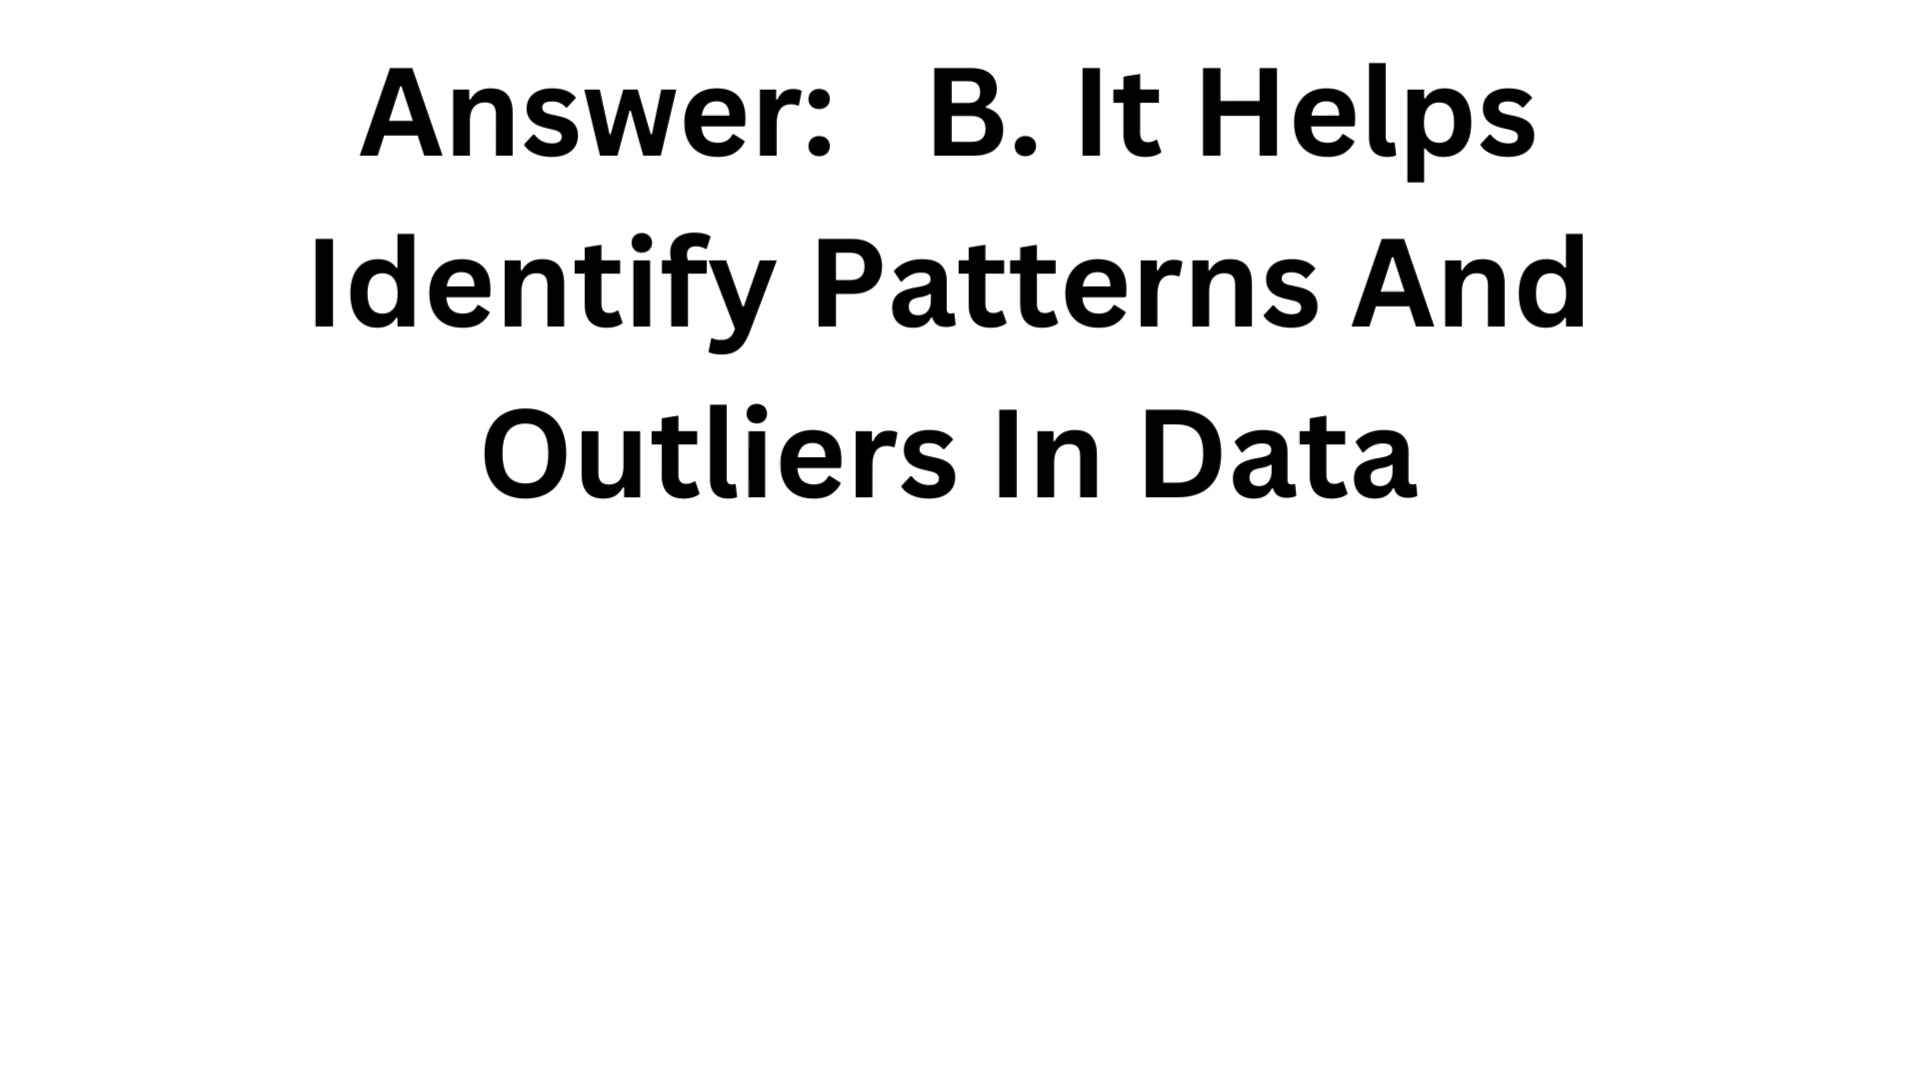 Answer:   B. It Helps
Identify Patterns And
Outliers In Data